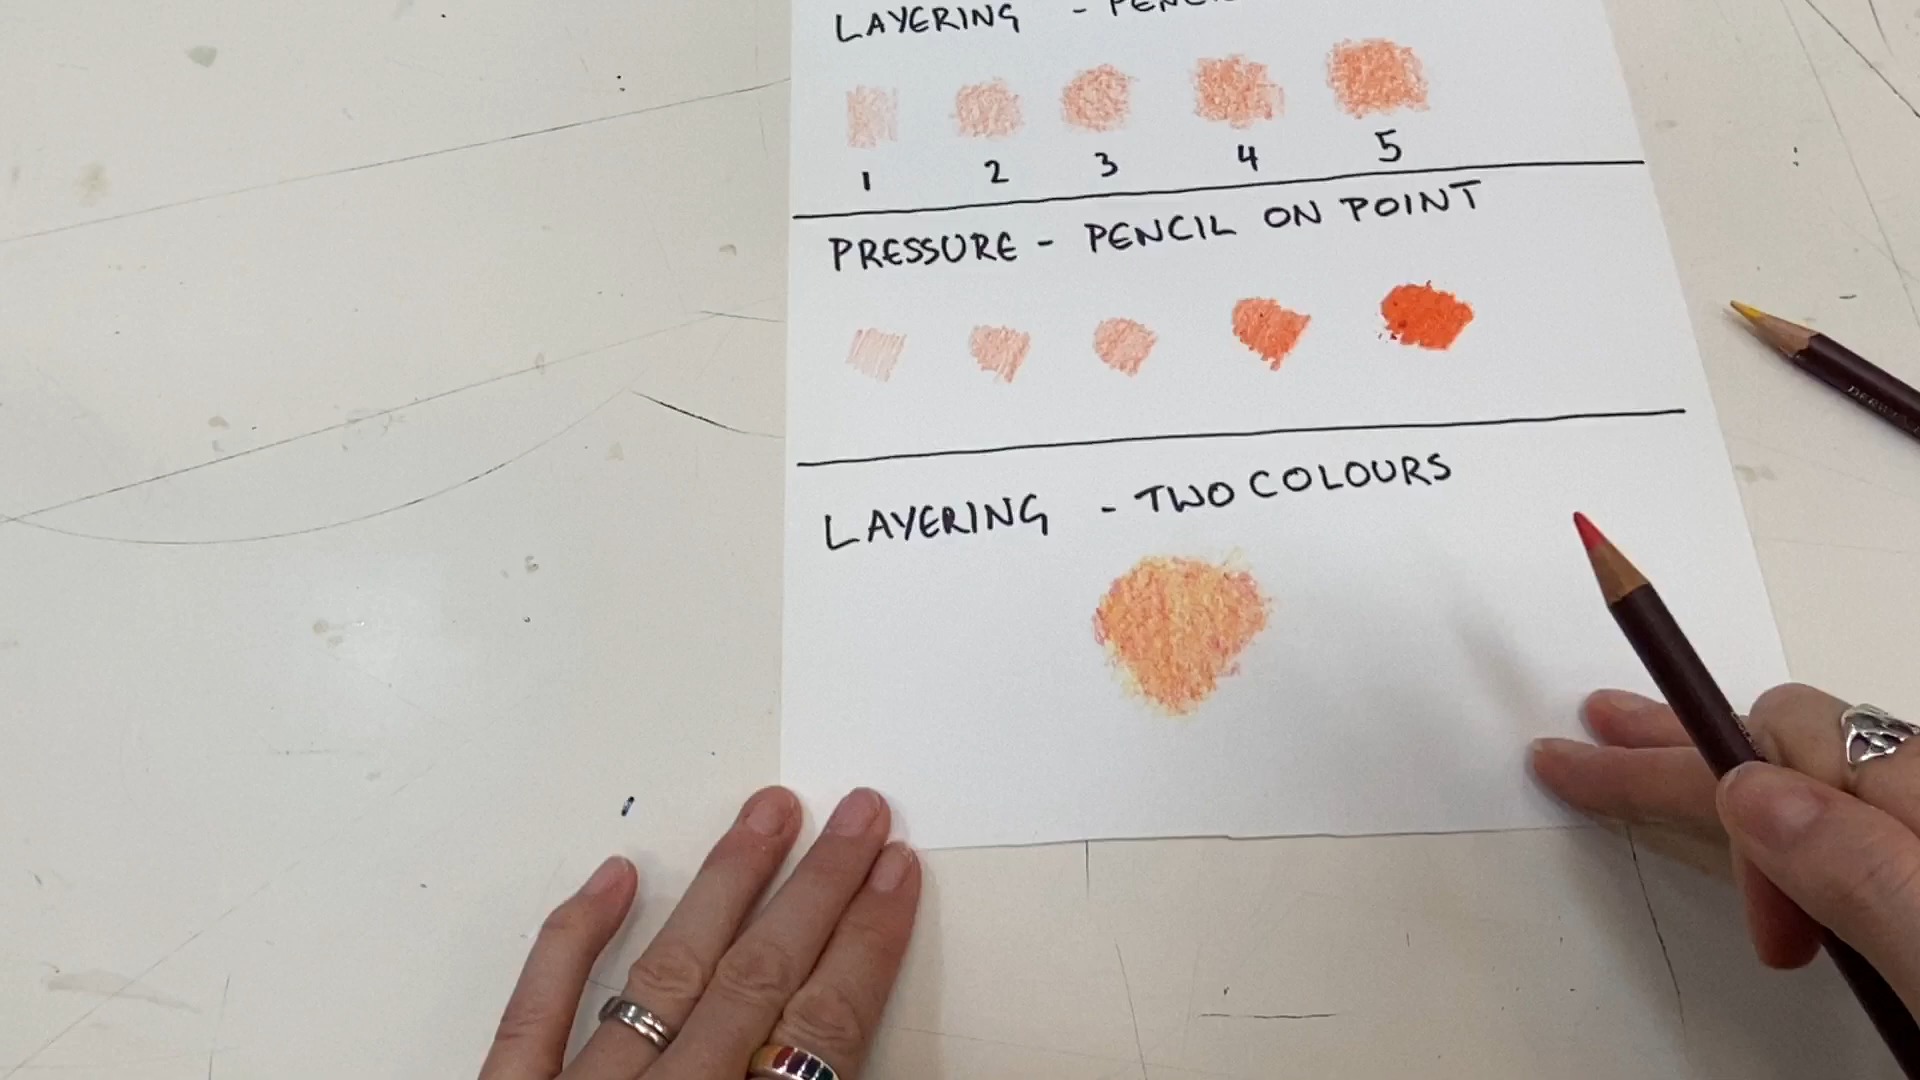 LAYERING -
1 2 3 4 5
PRESSURE - PENCIL ON POINT
LAYERING - TWO COLOURS